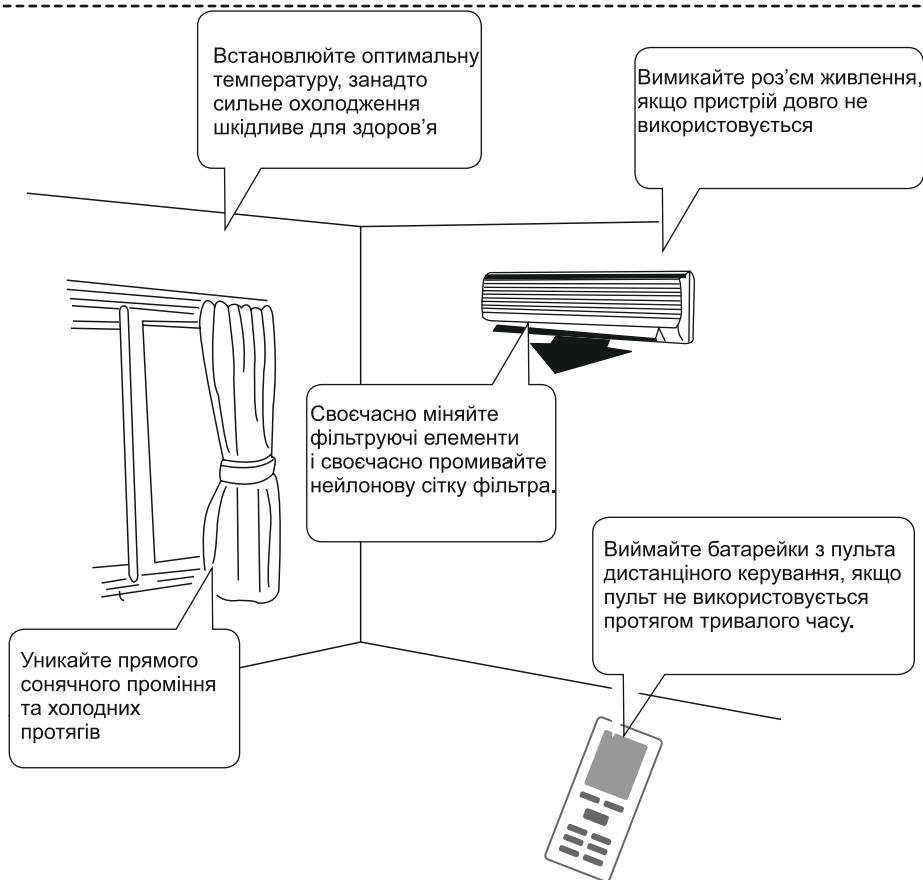 Встановлюйте оптимальну
температуру, занадто
сильне охолодження
шкідливе для здоров’я
Вимикайте роз’єм живлення,
якщо пристрій довго не
використовується
Своєчасно міняйте
фільтруючі елементи
і своєчасно промивайте
нейлонову сітку фільтра.
Виймайте батарейки з пульта
дистанціного керування, якщо
пульт не використовується
протягом тривалого часу.
Уникайте прямого
сонячного проміння
та холодних
протягів